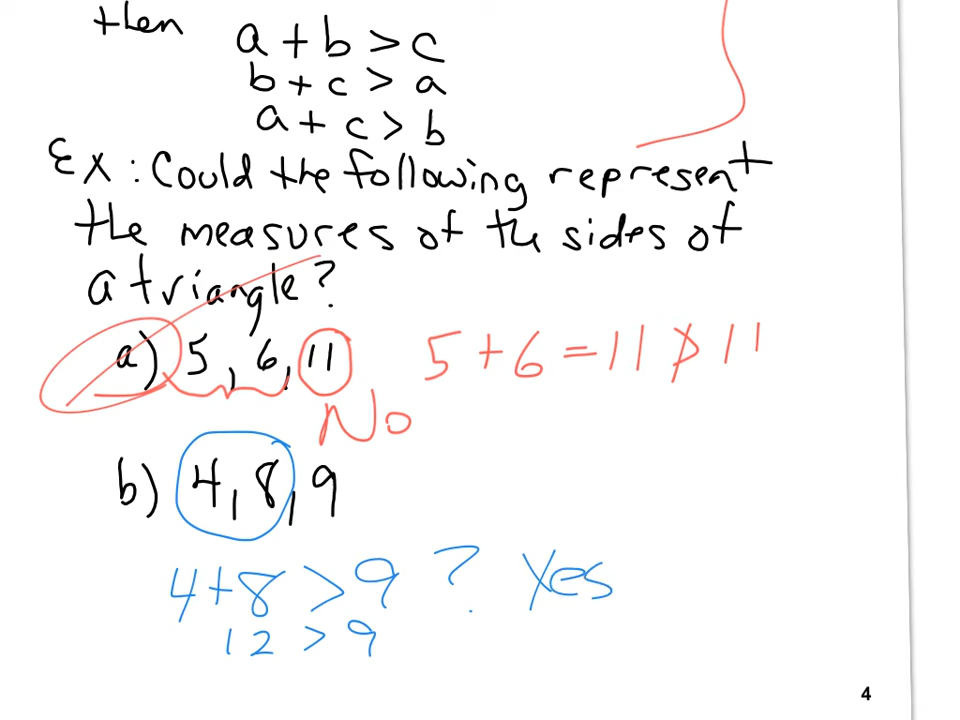 then
a + b > c
b + c > a
a + c > b
Ex: Could the following represent
the measures of the sides of
a triangle?
a) 5, 6, 11 5 + 6 = 11 ≯ 11
No
b) 4, 8, 9
4+8 > 9 ? Yes
12 > 9
4